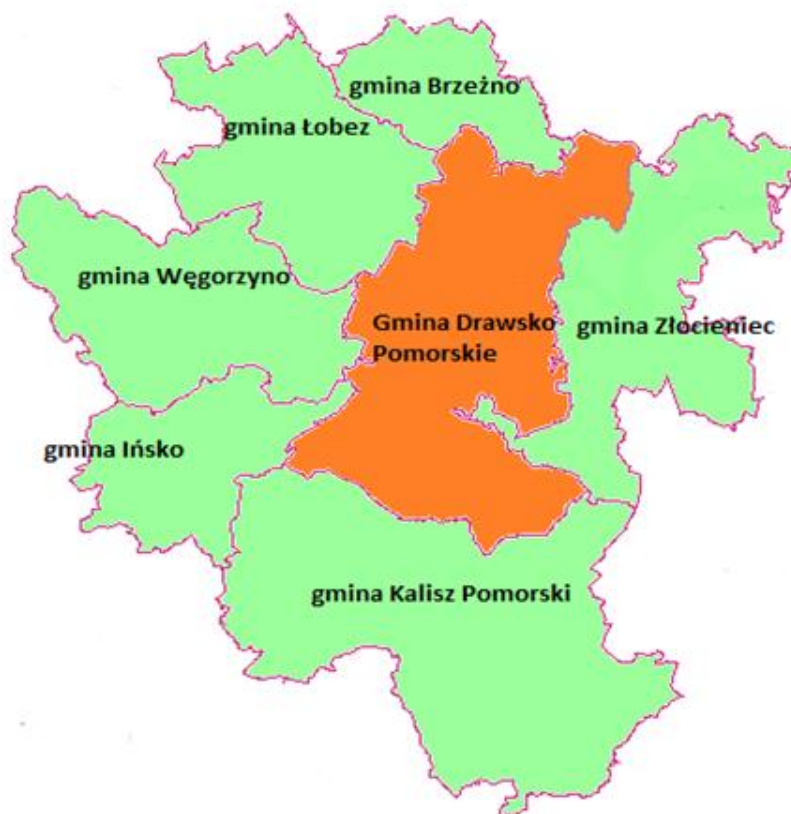 gmina Brzeżno
gmina Łobez
gmina Węgorzyno
Gmina Drawsko
Pomorskie
gmina Złocieniec
gmina Ińsko
gmina Kalisz Pomorski